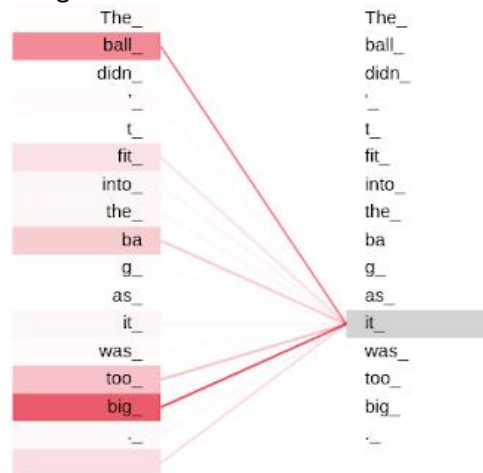 The_
ball_
didn_
'_
t_
fit_
into_
the_
ba
g_
as_
it_
was_
too_
big_
._
The_
ball_
didn_
'_
t_
fit_
into_
the_
ba
g_
as_
it_
was_
too_
big_
._